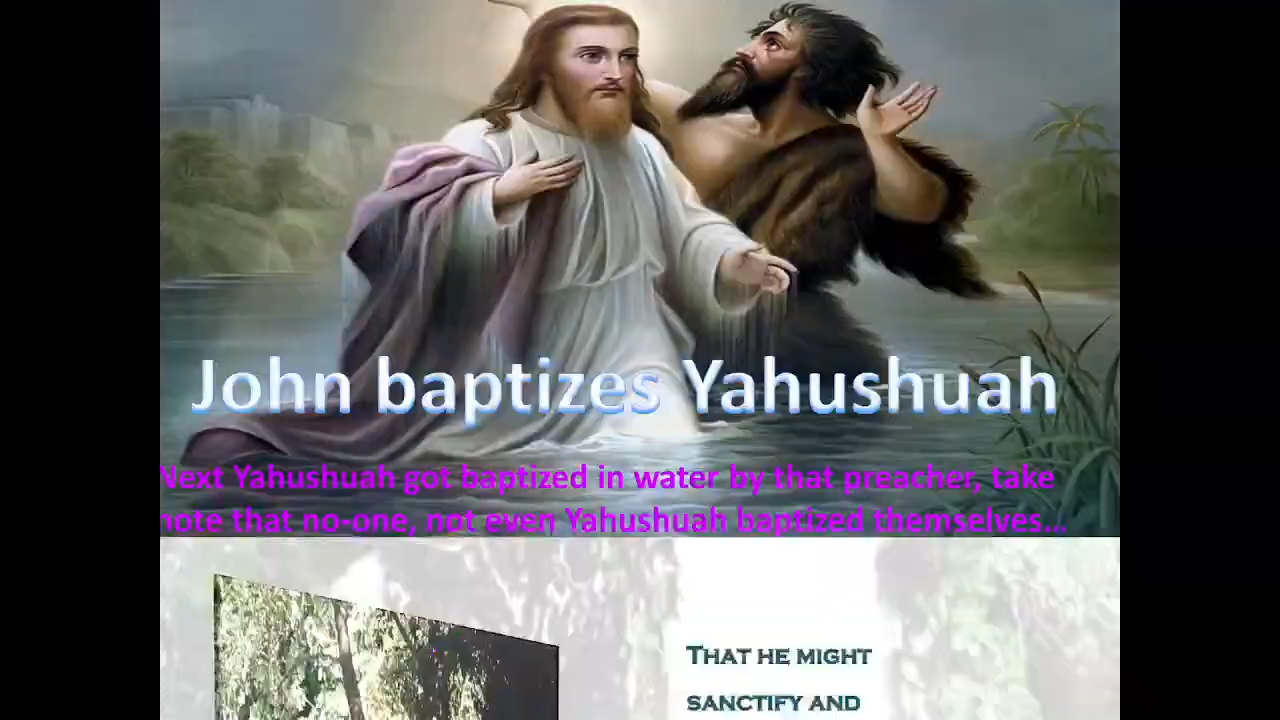 John baptizes Yahushuah
Next Yahushuah got baptized in water by that preacher, take
note that no-one, not even Yahushuah baptized themselves...
THAT HE MIGHT
SANCTIFY AND